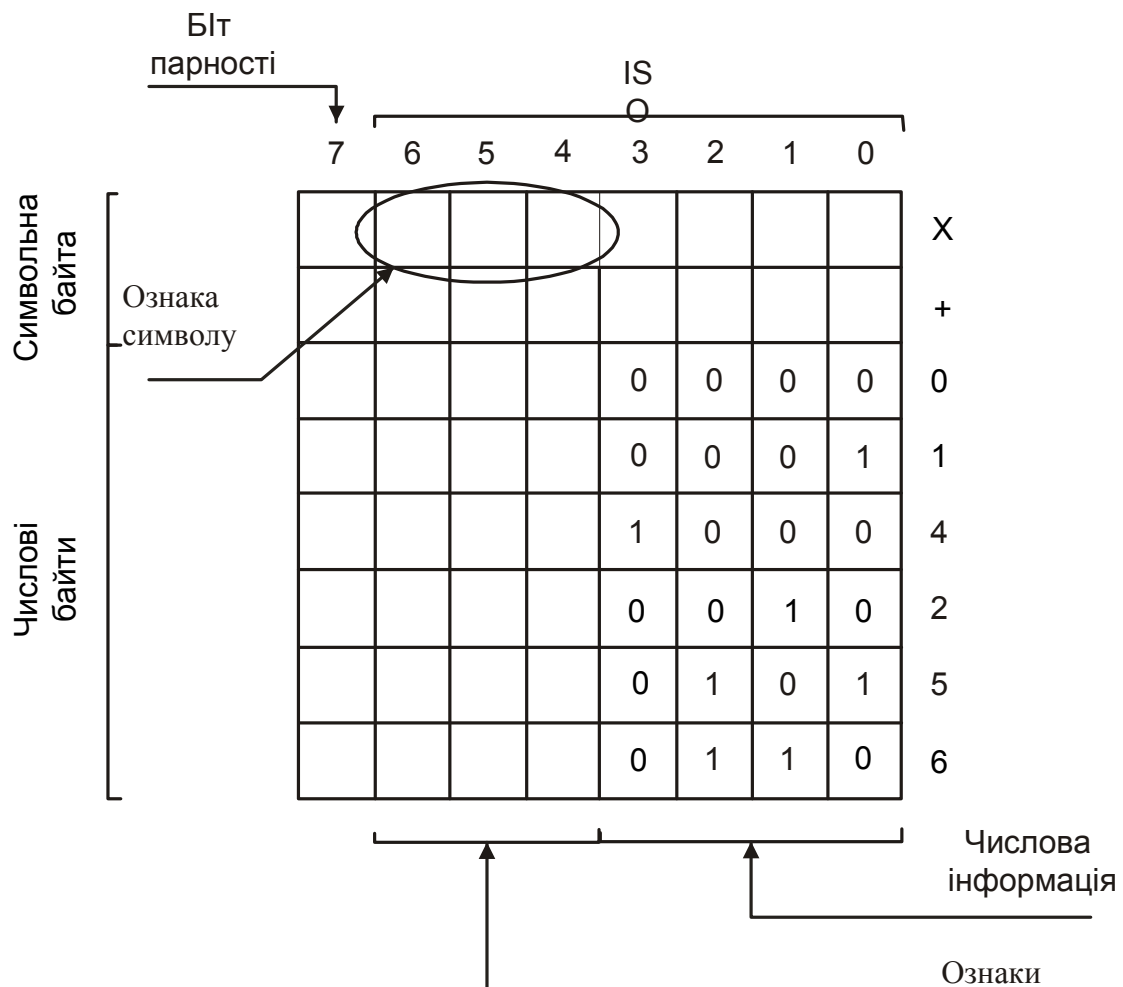 БІт
парності
IS
O
7 6 5 4 3 2 1 0
Символьна
байта
X
Ознака
символу
+
0 0 0 0 0
0 0 0 1 1
Числові
байти
1 0 0 0 4
0 0 1 0 2
0 1 0 1 5
0 1 1 0 6
Числова
інформація
Ознаки